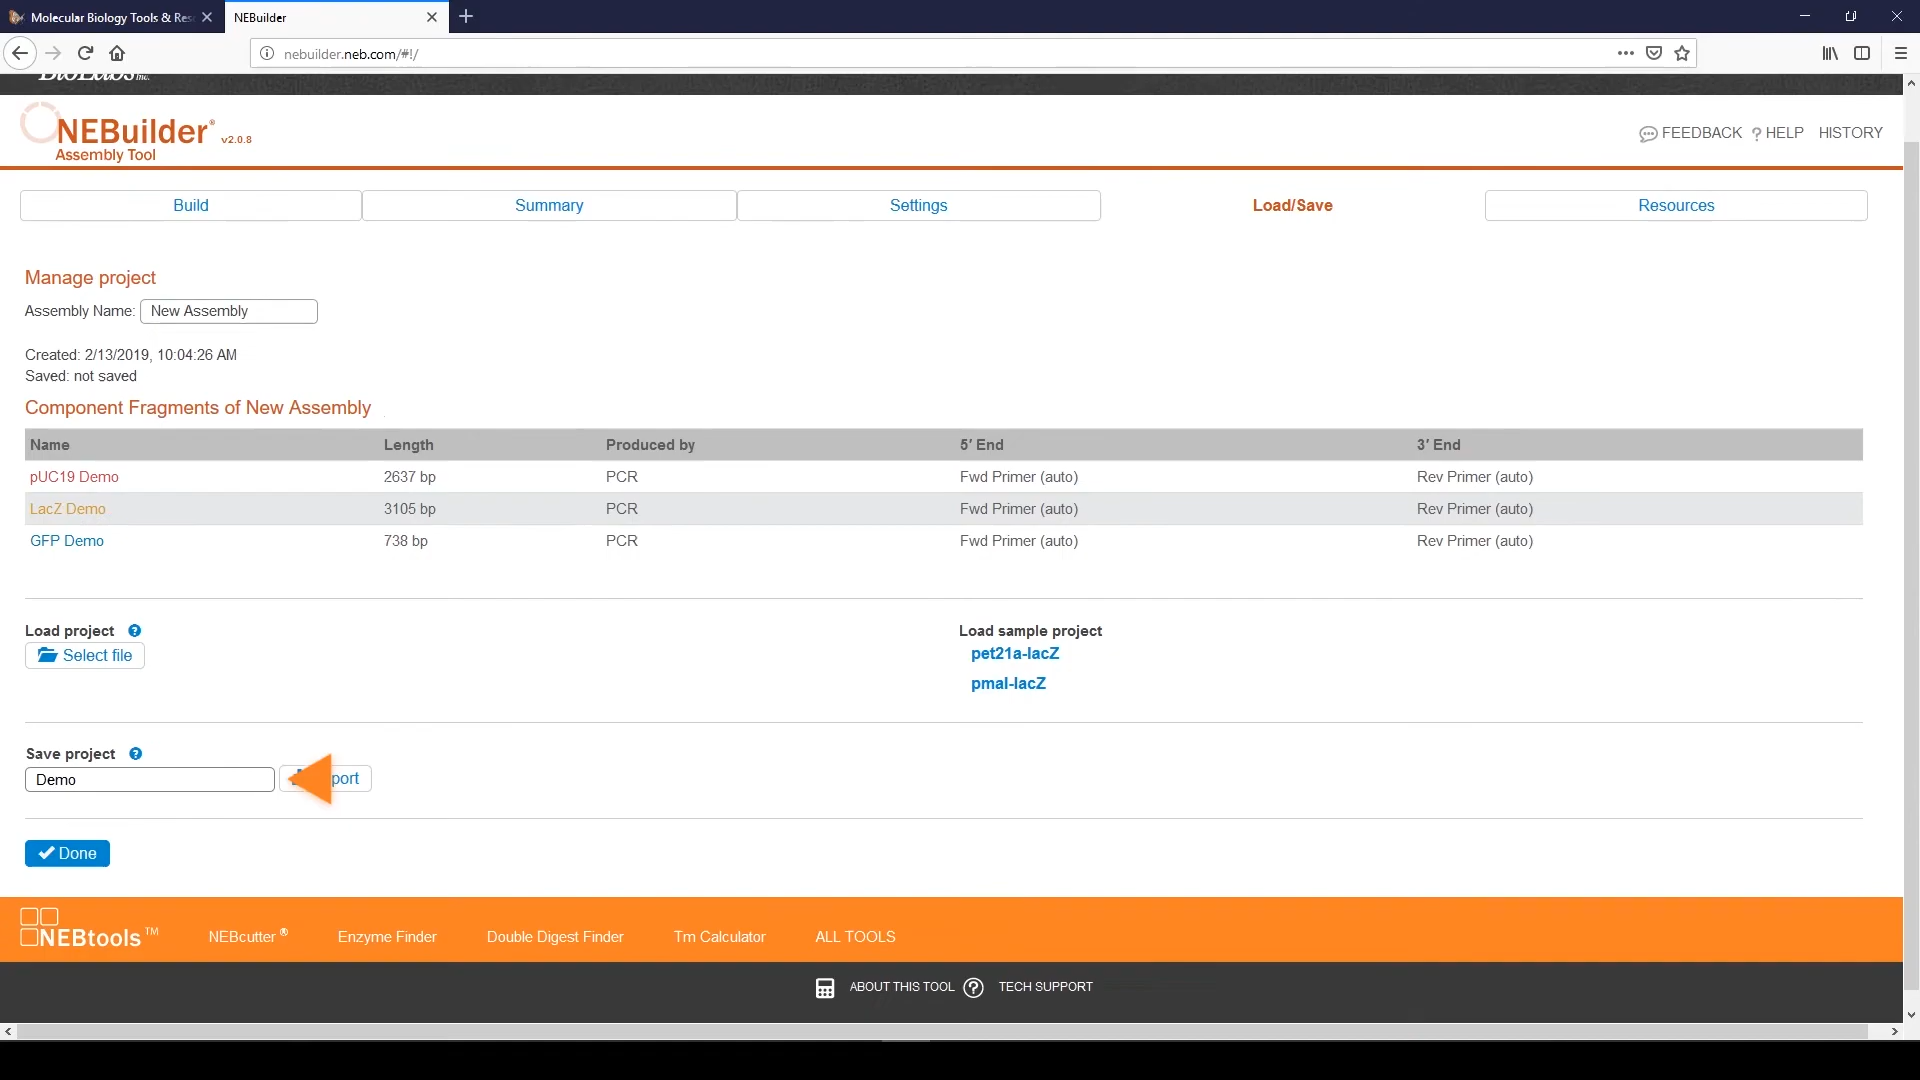 Molecular Biology Tools & Res
NEBuilder
nebuilder.neb.com/#!/
BioLabs Inc.
NEBuilder® v2.0.8
Assembly Tool
FEEDBACK ? HELP HISTORY
Build Summary Settings Load/Save Resources
Manage project
Assembly Name: New Assembly
Created: 2/13/2019, 10:04:26 AM
Saved: not saved
Component Fragments of New Assembly
Name Length Produced by 5′ End 3′ End
pUC19 Demo 2637 bp PCR Fwd Primer (auto) Rev Primer (auto)
LacZ Demo 3105 bp PCR Fwd Primer (auto) Rev Primer (auto)
GFP Demo 738 bp PCR Fwd Primer (auto) Rev Primer (auto)
Load project ?
Load sample project
Select file
pet21a-lacZ
pmal-lacZ
Save project ?
Demo port
Done
NEBtools™ NEBcutter® Enzyme Finder Double Digest Finder Tm Calculator ALL TOOLS
ABOUT THIS TOOL ? TECH SUPPORT